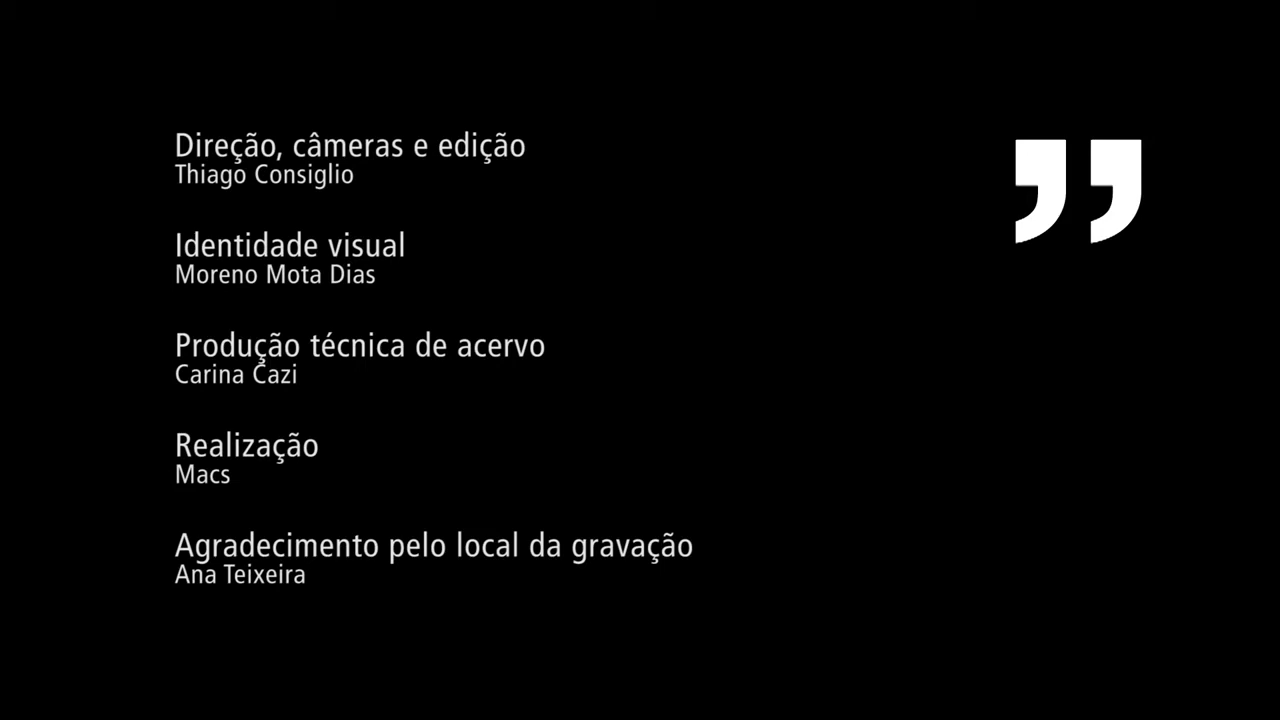 Direção, câmeras e edição
Thiago Consiglio
Identidade visual
Moreno Mota Dias
Produção técnica de acervo
Carina Cazi
Realização
Macs
Agradecimento pelo local da gravação
Ana Teixeira